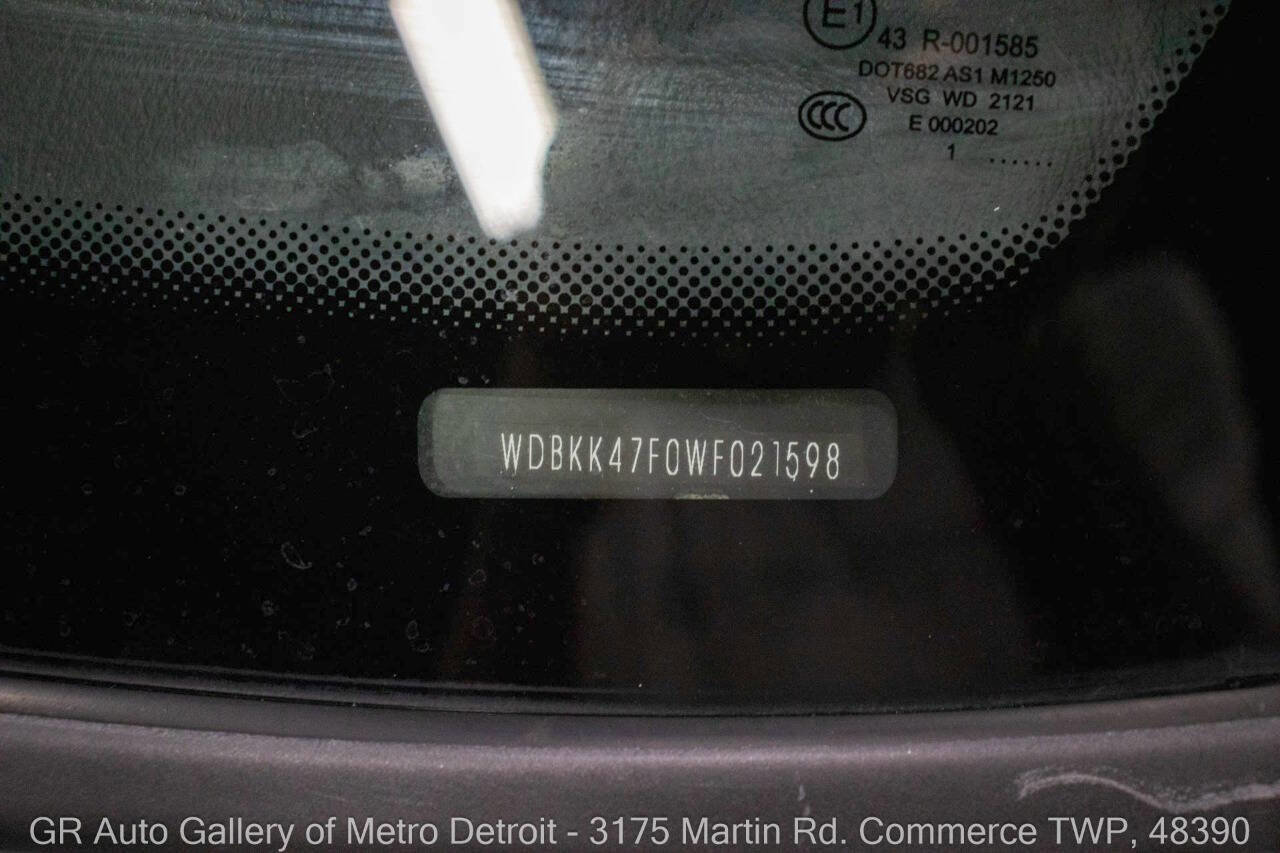 E1
43 R-001585
DOT682 AS1 M1250
VSG WD 2121
CCC
E 000202
1 ......
WDBKK47F0WF021598
GR Auto Gallery of Metro Detroit - 3175 Martin Rd. Commerce TWP, 48390